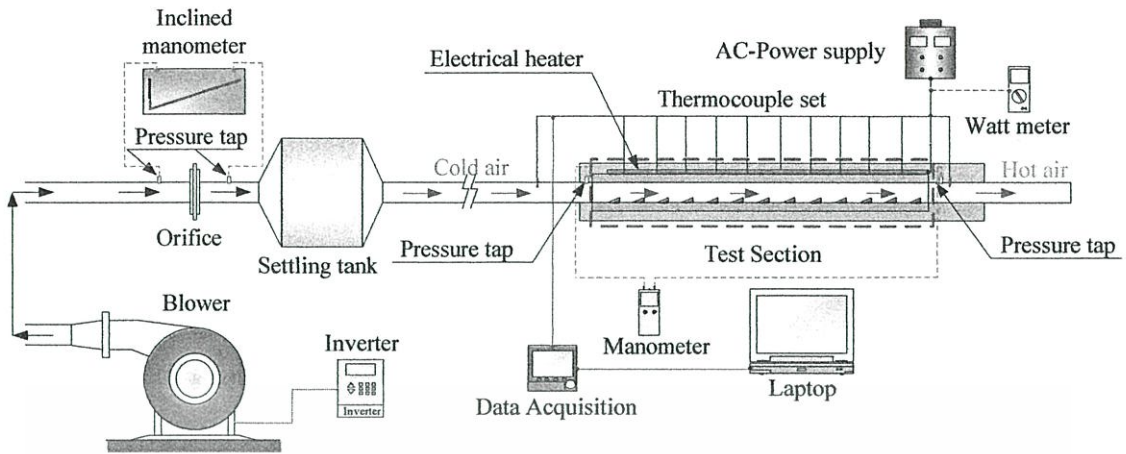 Inclined
manometer
Electrical heater
AC-Power supply
Thermocouple set
Watt meter
Pressure tap
Cold air
Hot air
Orifice
Settling tank
Pressure tap
Test Section
Pressure tap
Blower
Inverter
Inverter
Manometer
Data Acquisition
Laptop